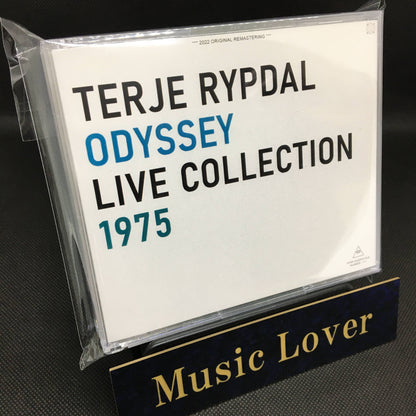 *** 2022 ORIGINAL REMASTERING ***
TERJE RYPDAL
ODYSSEY
LIVE COLLECTION
1975
Music Lover